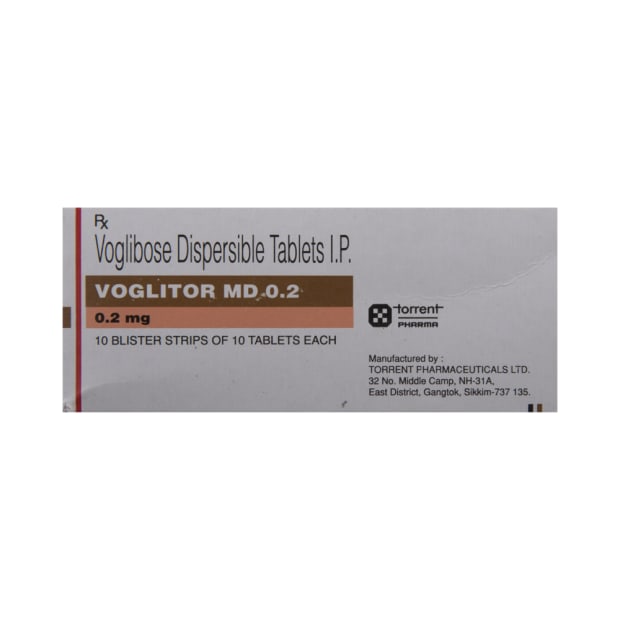 Rx
Voglibose Dispersible Tablets I.P.
VOGLITOR MD 0.2
0.2 mg
10 BLISTER STRIPS OF 10 TABLETS EACH
torrent
PHARMA
Manufactured by :
TORRENT PHARMACEUTICALS LTD.
32 No. Middle Camp, NH-31A,
East District, Gangtok, Sikkim-737 135.